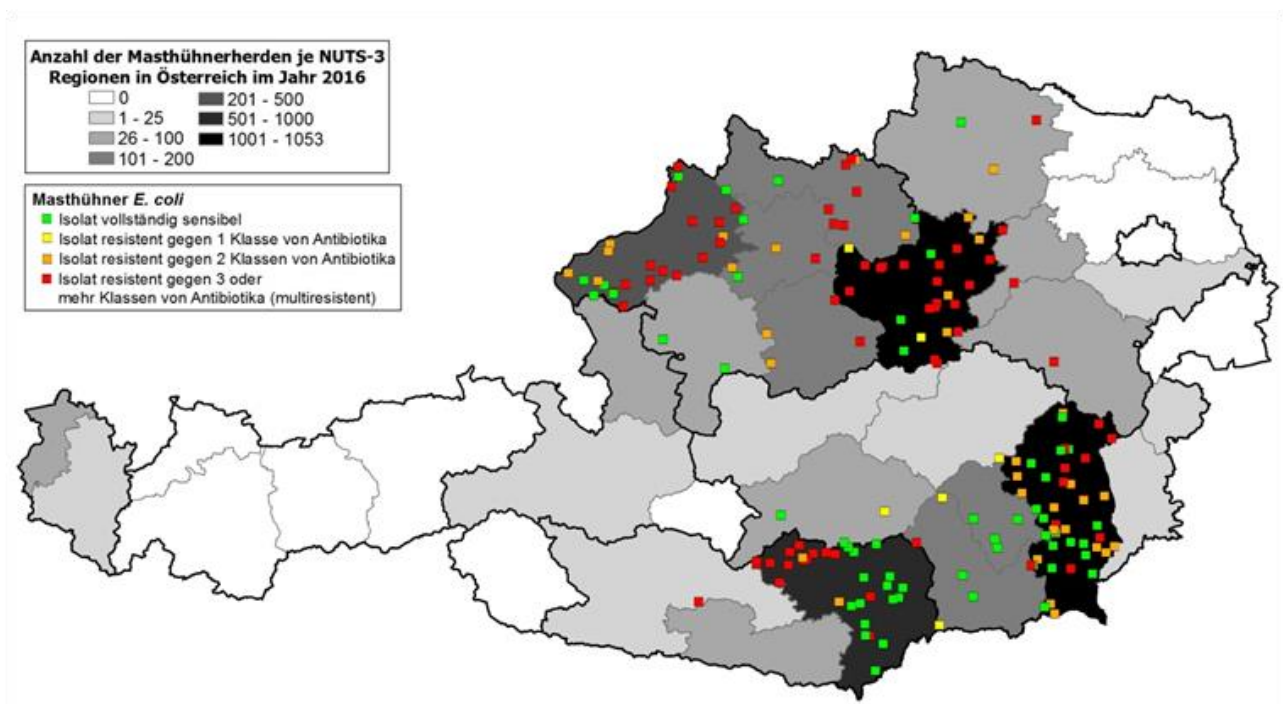 Anzahl der Masthühnerherden je NUTS-3
Regionen in Österreich im Jahr 2016
0
201 - 500
1 - 25
501 - 1000
26 - 100
1001 - 1053
101 - 200
Masthühner E. coli
Isolat vollständig sensibel
Isolat resistent gegen 1 Klasse von Antibiotika
Isolat resistent gegen 2 Klassen von Antibiotika
Isolat resistent gegen 3 oder
mehr Klassen von Antibiotika (multiresistent)